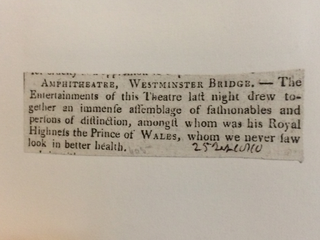 AMPHITHEATRE, WESTMINSTER BRIDGE. — The
Entertainments of this Theatre laſt night drew to-
gether an immenſe aſſemblage of faſhionables and
perſons of diſtinction, amongſt whom was his Royal
Highneſs the Prince of WALES, whom we never ſaw
look in better health.